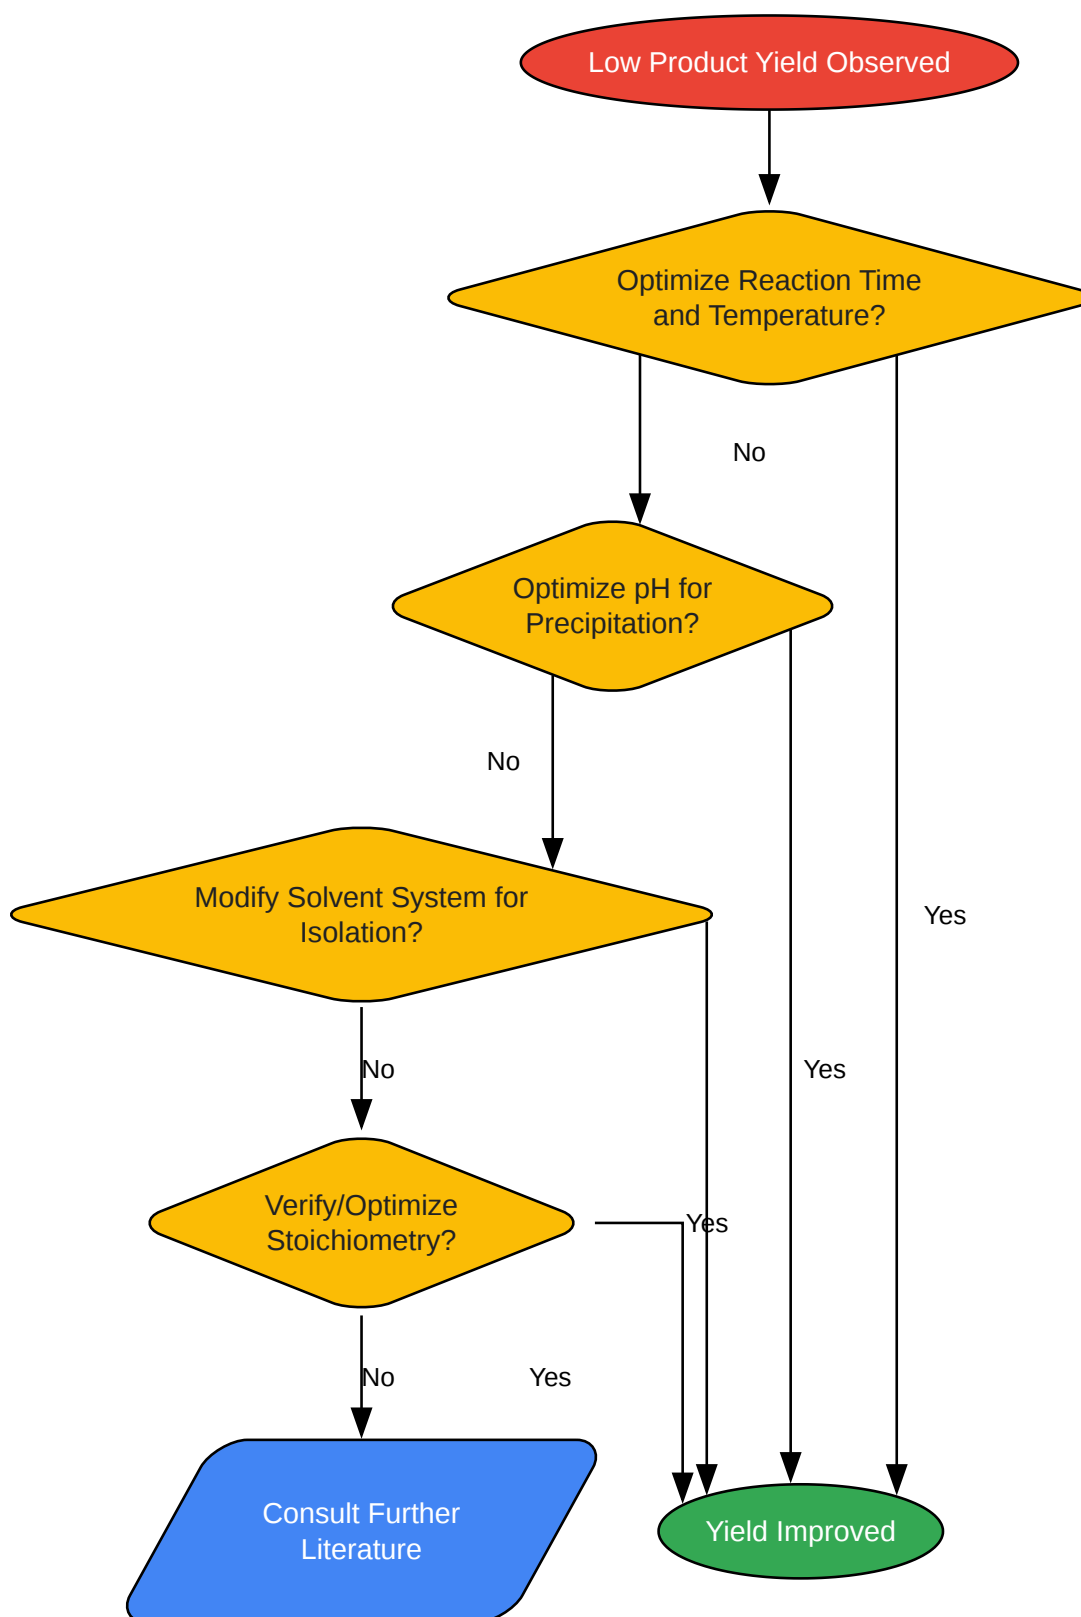 Low Product Yield Observed
Optimize Reaction Time
and Temperature?
No
Optimize pH for
Precipitation?
No
Modify Solvent System for
Isolation?
Yes
No
Yes
Verify/Optimize
Stoichiometry?
Yes
No
Yes
Consult Further
Literature
Yield Improved